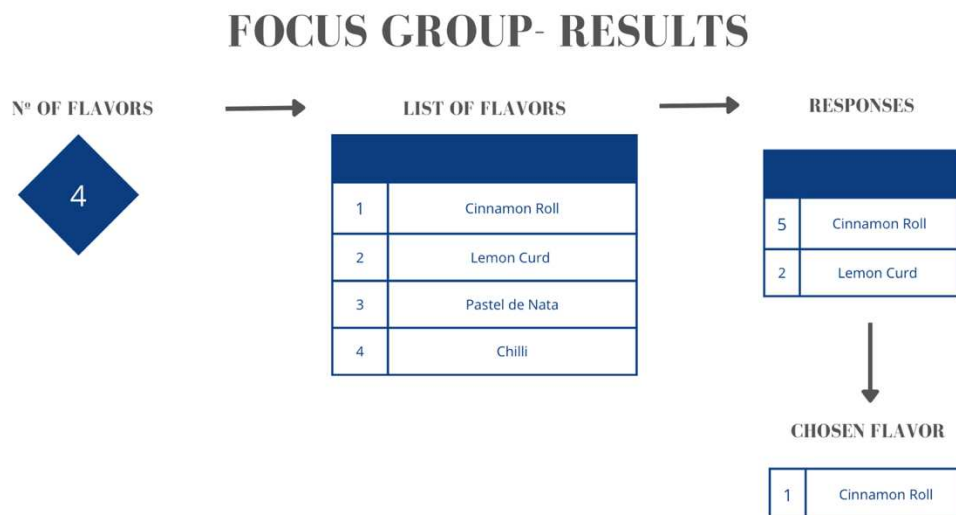 FOCUS GROUP- RESULTS
Nº OF FLAVORS
4
LIST OF FLAVORS
1 Cinnamon Roll
2 Lemon Curd
3 Pastel de Nata
4 Chilli
RESPONSES
5 Cinnamon Roll
2 Lemon Curd
CHOSEN FLAVOR
1 Cinnamon Roll